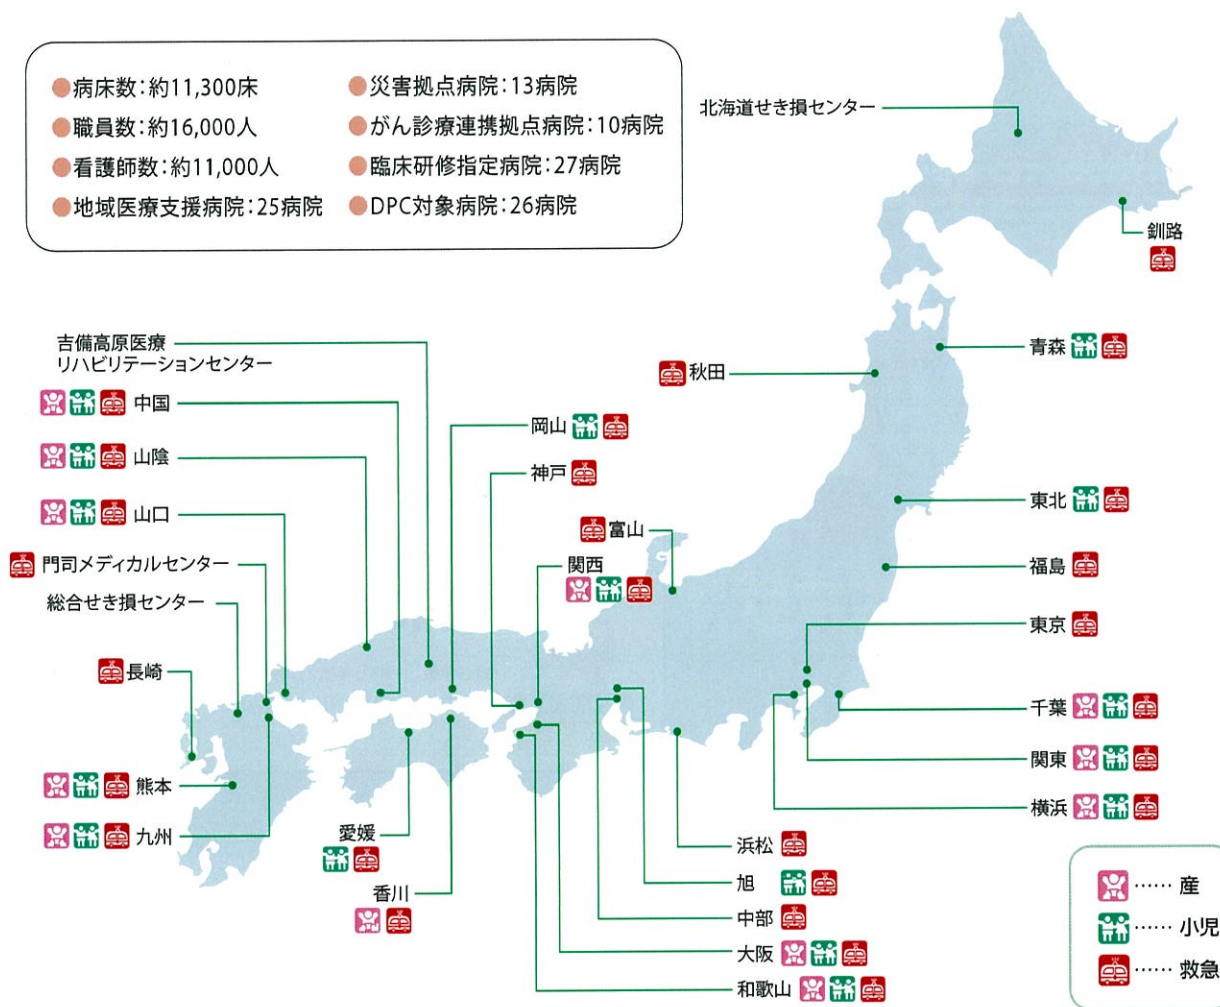 ●病床数：約11,300床
●職員数：約16,000人
●看護師数：約11,000人
●地域医療支援病院：25病院
●災害拠点病院：13病院
●がん診療連携拠点病院：10病院
●臨床研修指定病院：27病院
●DPC対象病院：26病院
北海道せき損センター
釧路
青森
秋田
吉備高原医療
リハビリテーションセンター
中国
岡山
山陰
神戸
東北
山口
富山
門司メディカルセンター
関西
福島
総合せき損センター
東京
長崎
千葉
関東
熊本
横浜
九州
愛媛
浜松
香川
旭
中部
大阪
和歌山
……産
……小児
……救急